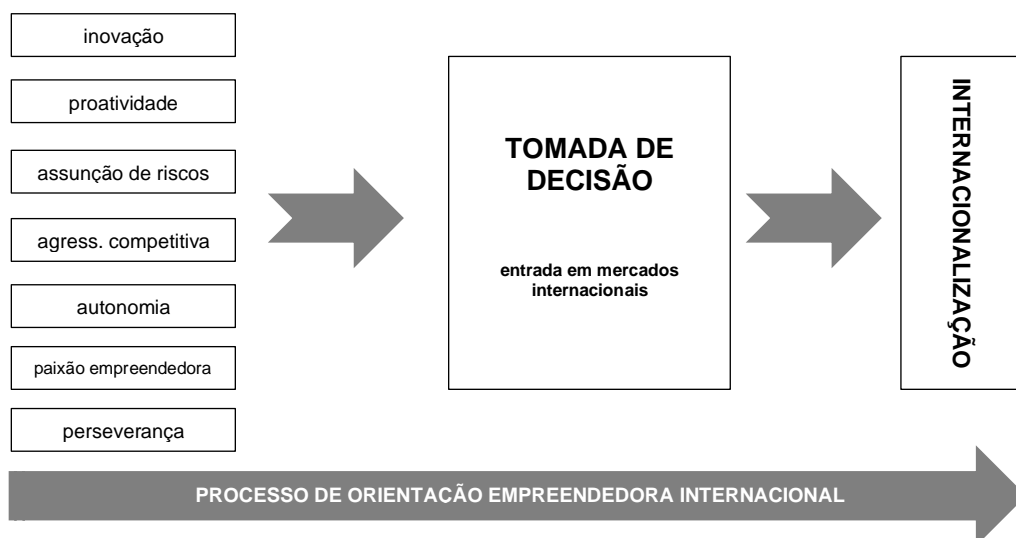 inovação
proatividade
assunção de riscos
agress. competitiva
autonomia
paixão empreendedora
perseverança
TOMADA DE
DECISÃO
entrada em mercados
internacionais
INTERNACIONALIZAÇÃO
PROCESSO DE ORIENTAÇÃO EMPREENDEDORA INTERNACIONAL